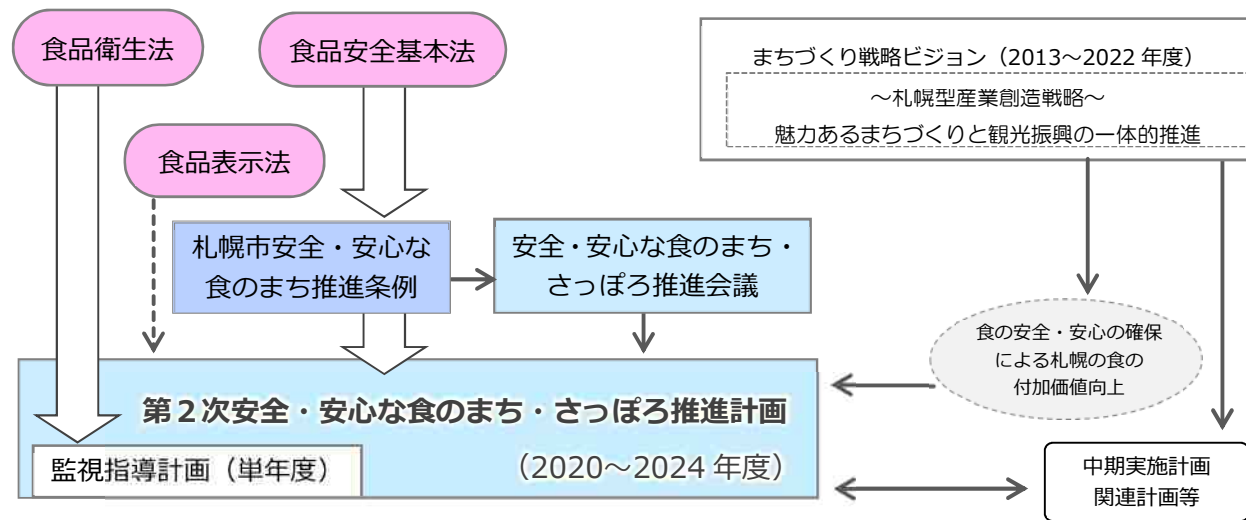 食品衛生法
食品安全基本法
まちづくり戦略ビジョン（2013～2022 年度）
～札幌型産業創造戦略～
魅力あるまちづくりと観光振興の一体的推進
食品表示法
札幌市安全・安心な
食のまち推進条例
安全・安心な食のまち・
さっぽろ推進会議
食の安全・安心の確保
による札幌の食の
付加価値向上
第２次安全・安心な食のまち・さっぽろ推進計画
（2020～2024 年度）
監視指導計画（単年度）
中期実施計画
関連計画等